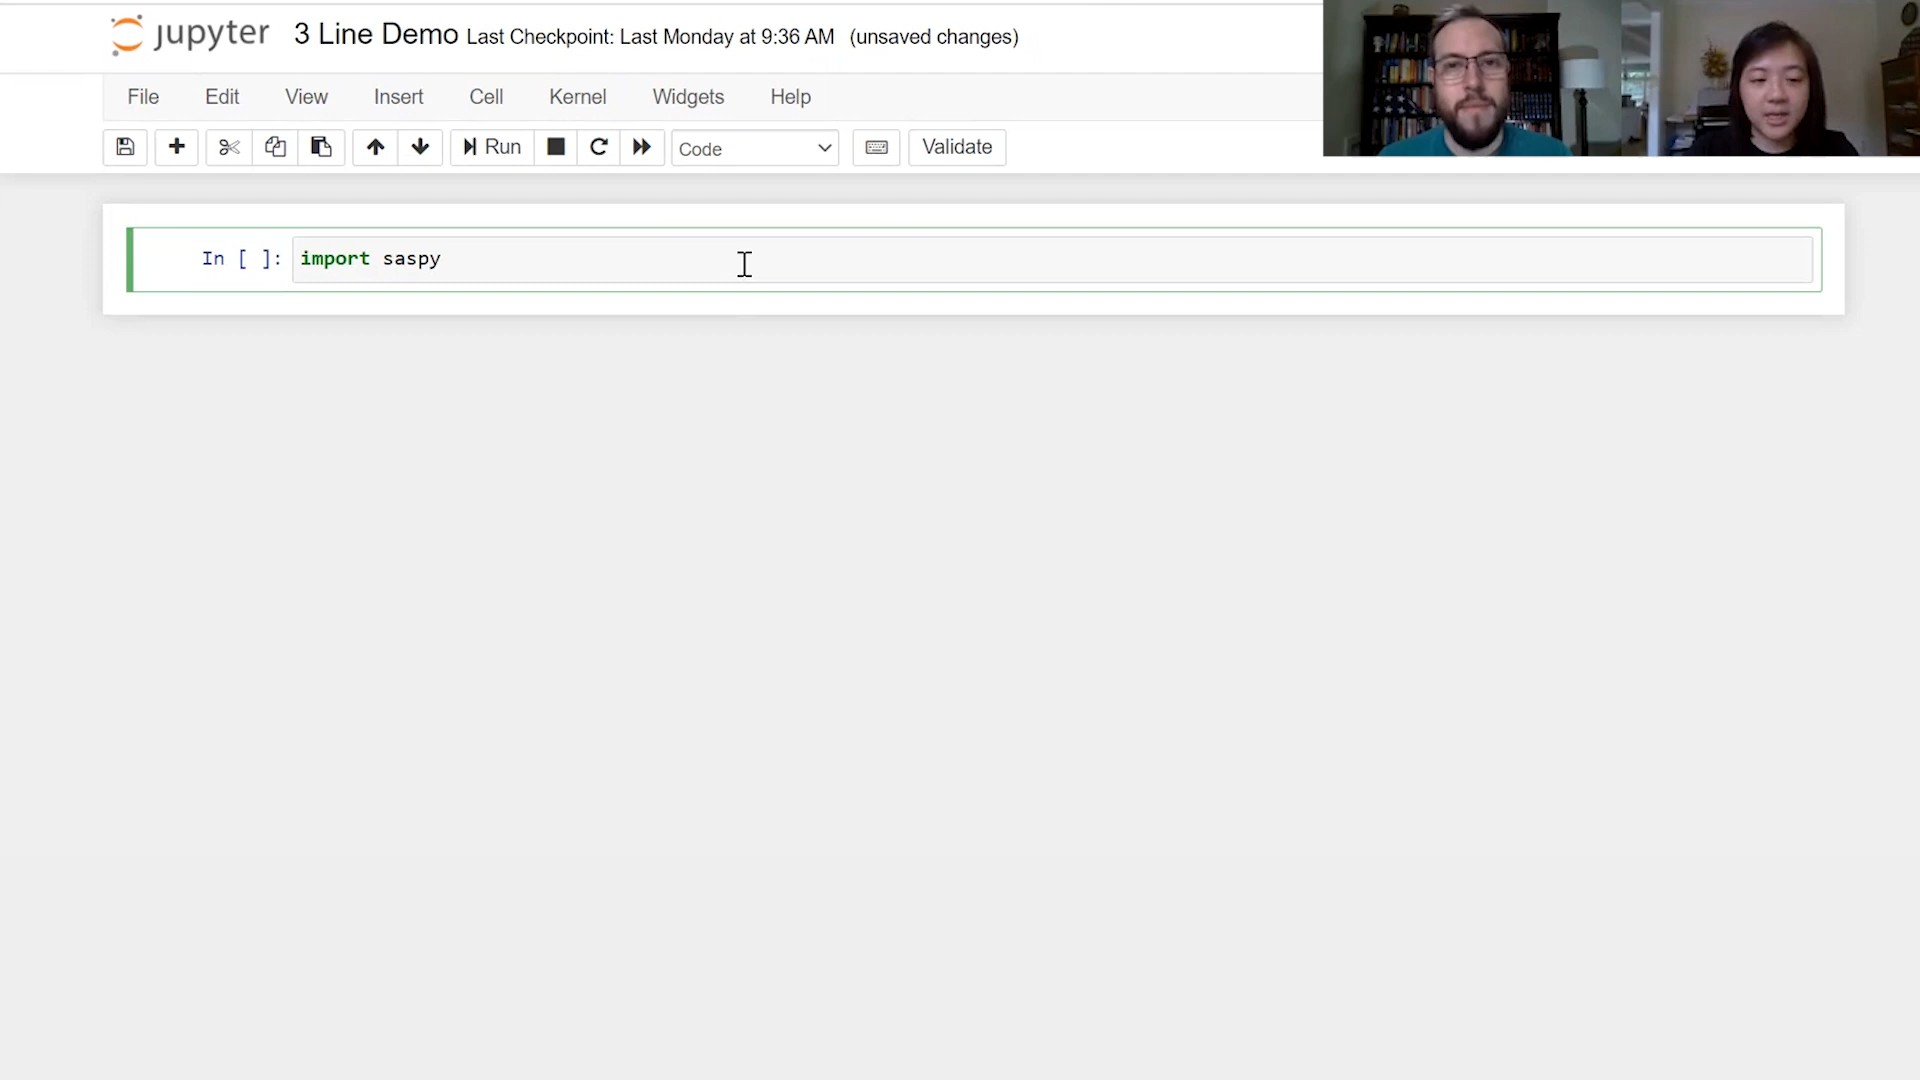 jupyter 3 Line Demo Last Checkpoint: Last Monday at 9:36 AM (unsaved changes)
File Edit View Insert Cell Kernel Widgets Help
Run Code Validate
In [ ]: import saspy